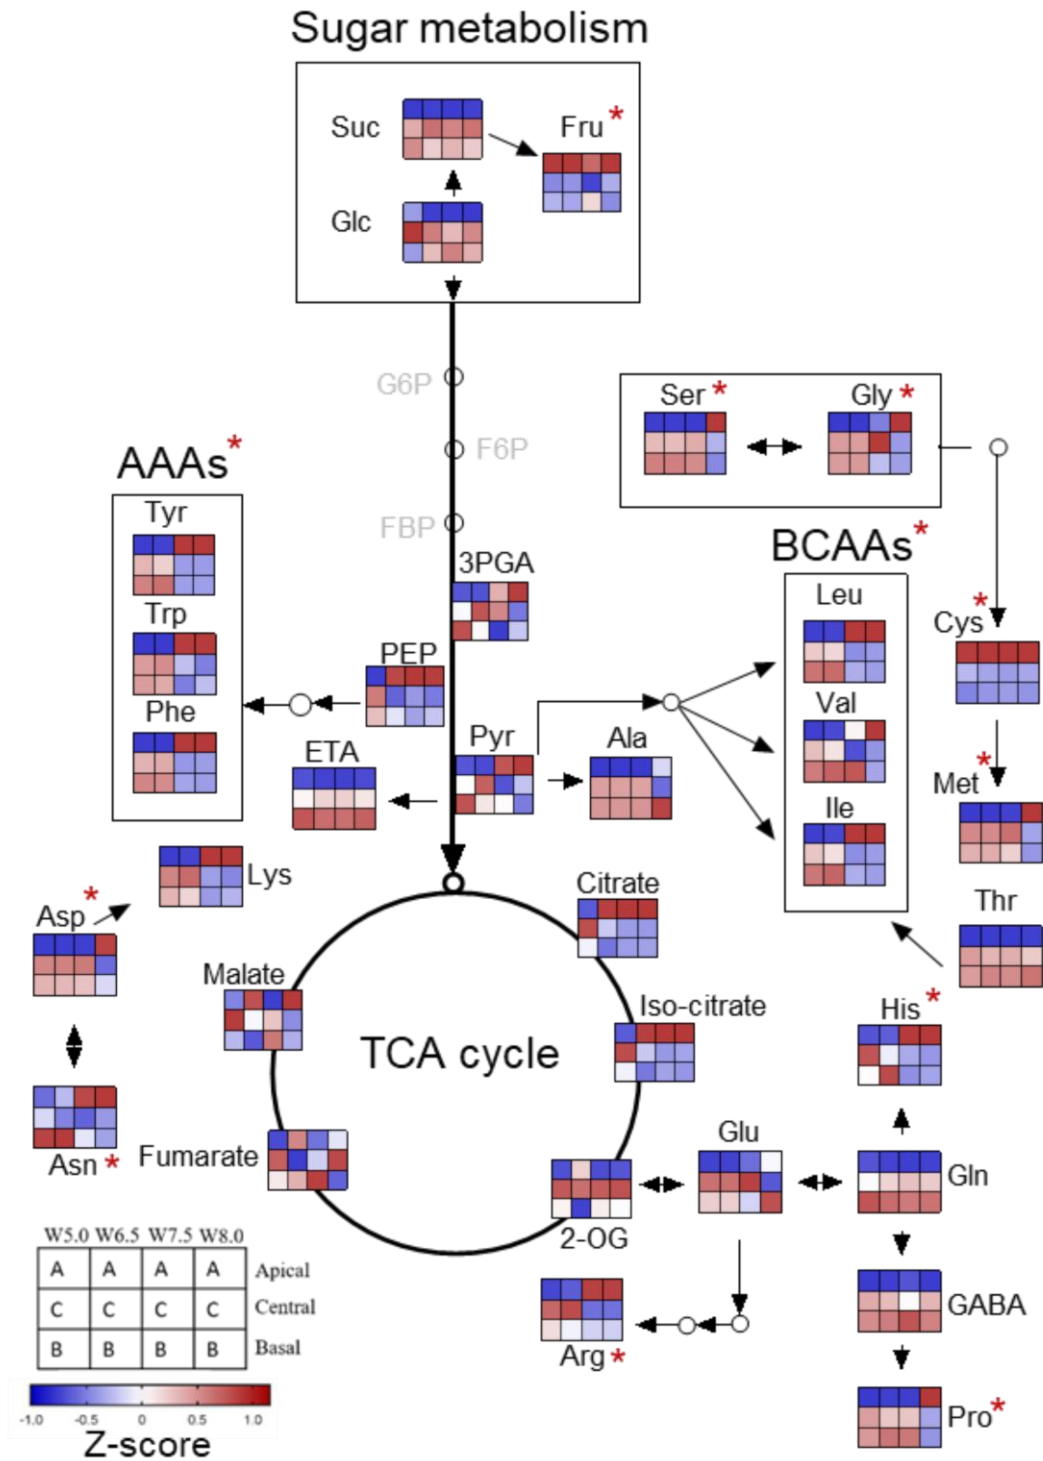 Sugar metabolism
Suc
Fru *
Glc
G6P
F6P
FBP
3PGA
Ser *
Gly *
AAAs*
Tyr
Trp
Phe
PEP
BCAAs*
Leu
Val
Ile
Cys *
Met *
Thr
ETA
Pyr
Ala
Lys
Asp *
Asn *
Citrate
Malate
Iso-citrate
TCA cycle
Fumarate
2-OG
Glu
His *
Gln
GABA
Arg *
Pro *
W5.0 W6.5 W7.5 W8.0
A A A A Apical
C C C C Central
B B B B Basal
-1.0 -0.5 0 0.5 1.0
Z-score